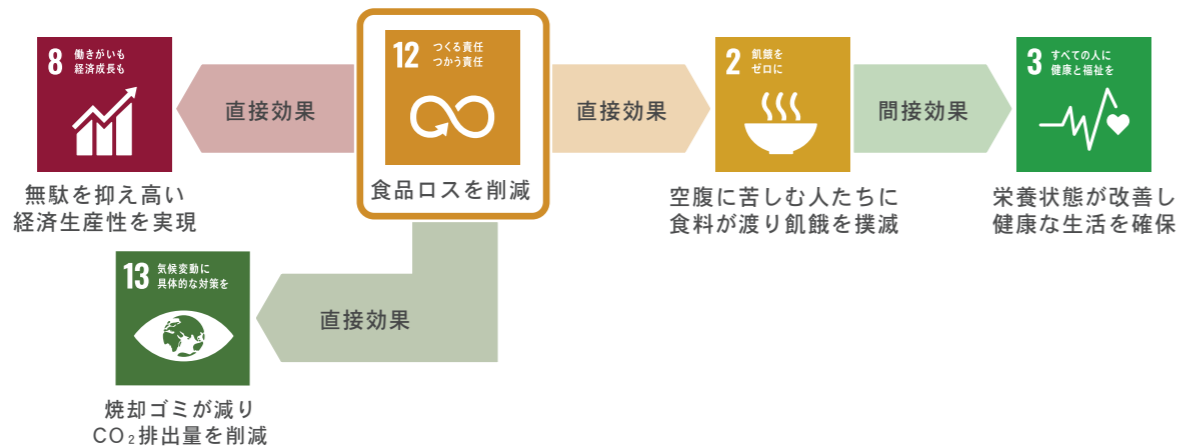 8 働きがいも
経済成長も
直接効果
無駄を抑え高い
経済生産性を実現
12 つくる責任
つかう責任
食品ロスを削減
直接効果
2 飢餓を
ゼロに
空腹に苦しむ人たちに
食料が渡り飢餓を撲滅
間接効果
3 すべての人に
健康と福祉を
栄養状態が改善し
健康な生活を確保
13 気候変動に
具体的な対策を
直接効果
焼却ゴミが減り
CO₂排出量を削減